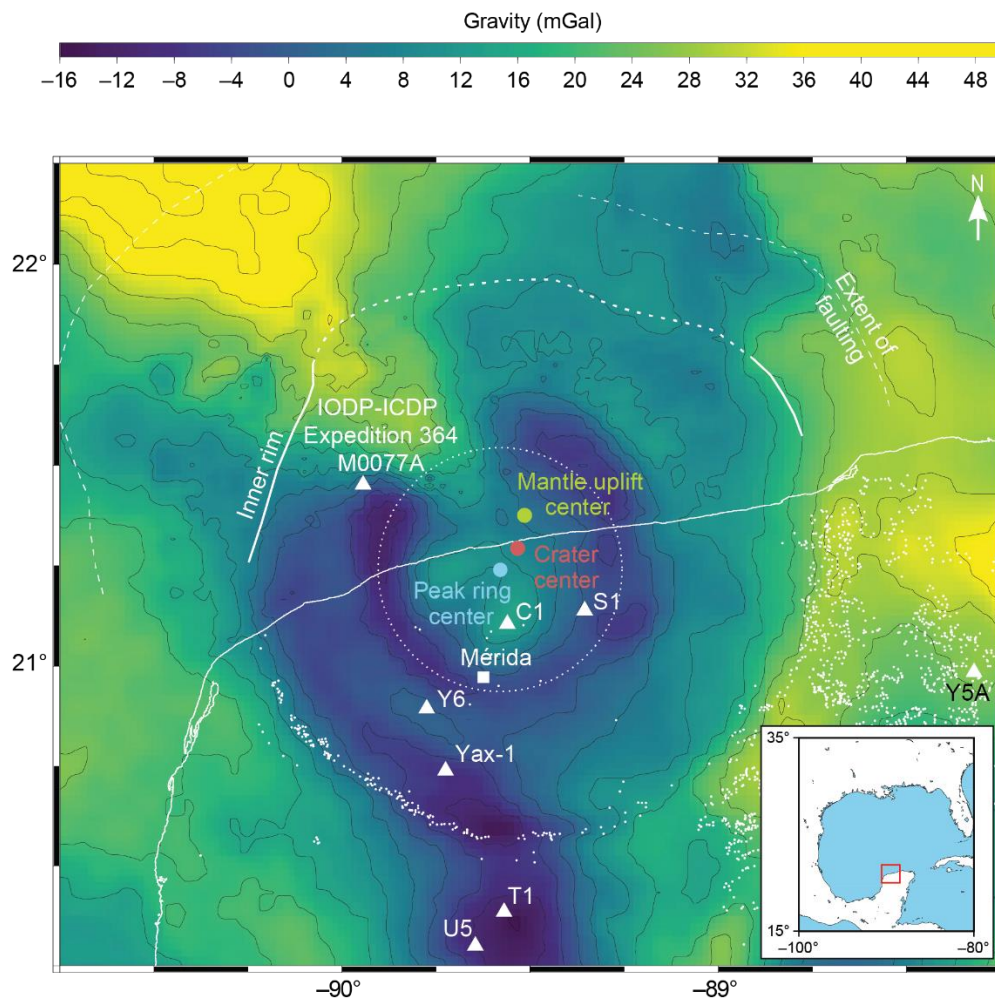 Gravity (mGal)
–16 –12 –8 –4 0 4 8 12 16 20 24 28 32 36 40 44 48
N
22°
Extent of
faulting
IODP-ICDP
Expedition 364
M0077A
Inner rim
Mantle uplift
center
Crater
center
Peak ring
center
S1
C1
21°
Mérida
Y5A
Y6
Yax-1
35°
T1
U5
15°
–100° –80°
–90° –89°